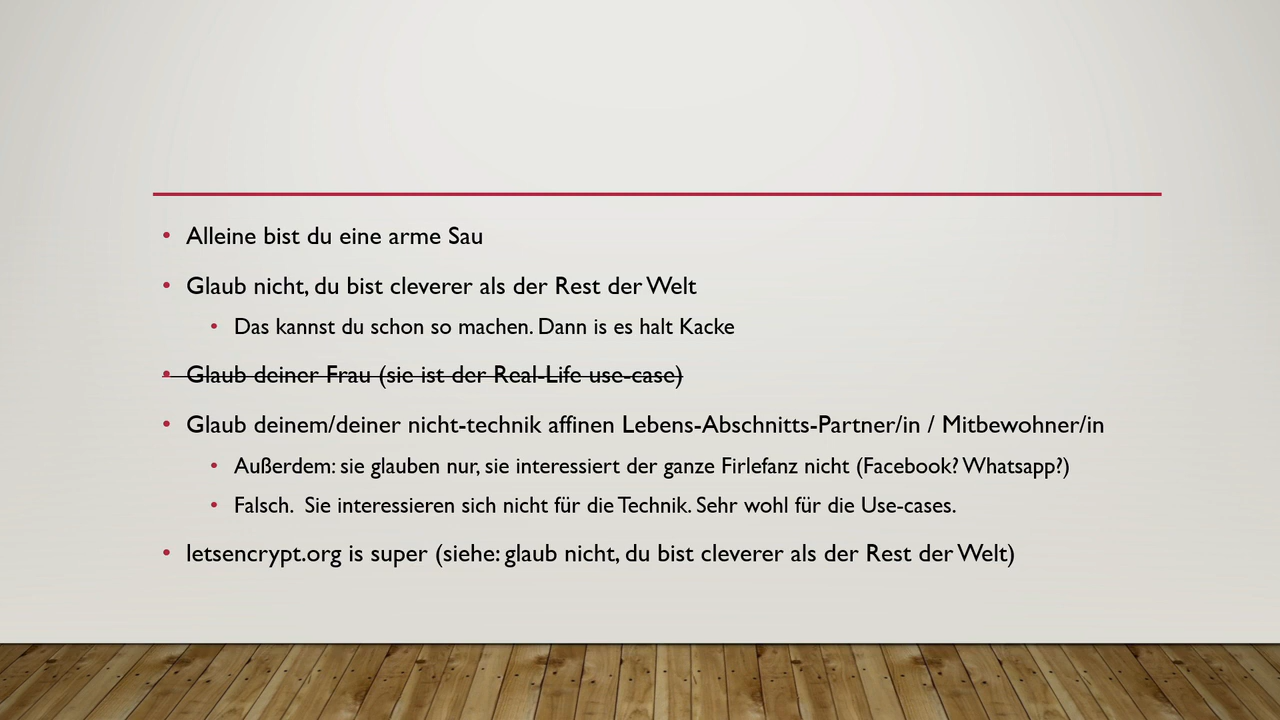 • Alleine bist du eine arme Sau
• Glaub nicht, du bist cleverer als der Rest der Welt
• Das kannst du schon so machen. Dann is es halt Kacke
• Glaub deiner Frau (sie ist der Real-Life use-case)
• Glaub deinem/deiner nicht-technik affinen Lebens-Abschnitts-Partner/in / Mitbewohner/in
• Außerdem: sie glauben nur, sie interessiert der ganze Firlefanz nicht (Facebook? Whatsapp?)
• Falsch.  Sie interessieren sich nicht für die Technik. Sehr wohl für die Use-cases.
• letsencrypt.org is super (siehe: glaub nicht, du bist cleverer als der Rest der Welt)